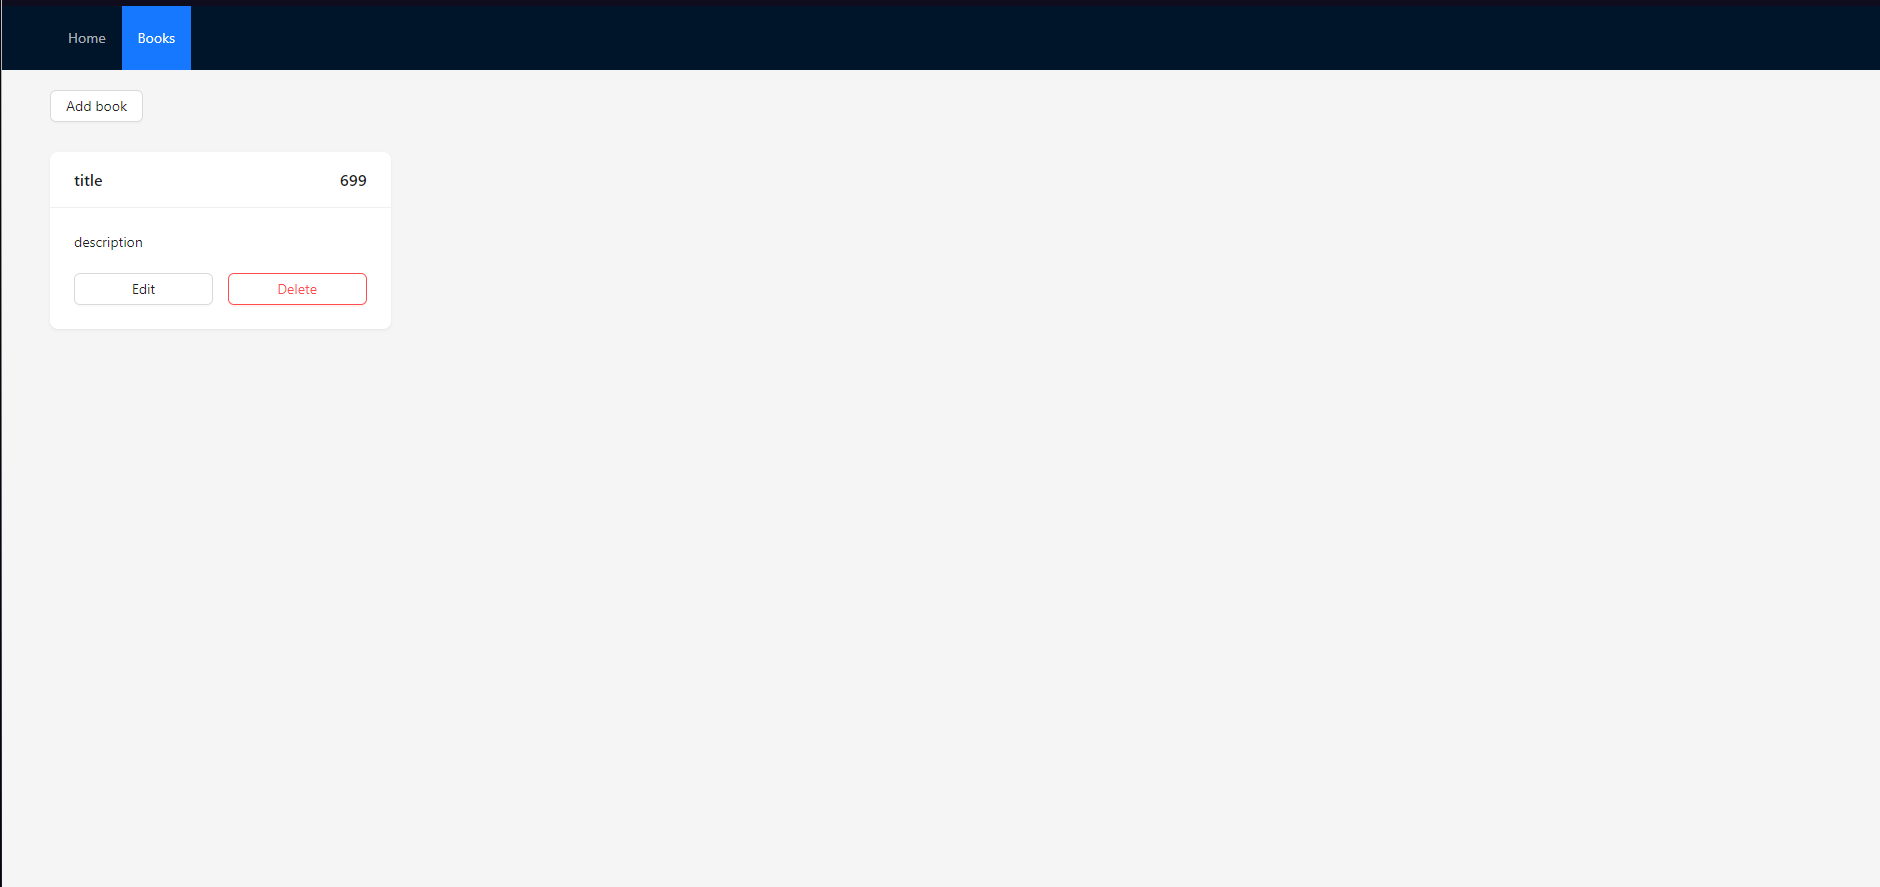 Home Books
Add book
title 699
description
Edit Delete